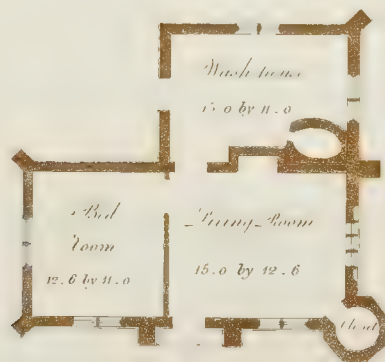 Wash house
15.0 by 11.0
Bed
Room
12.6 by 11.0
Living Room
15.0 by 12.6
Closet